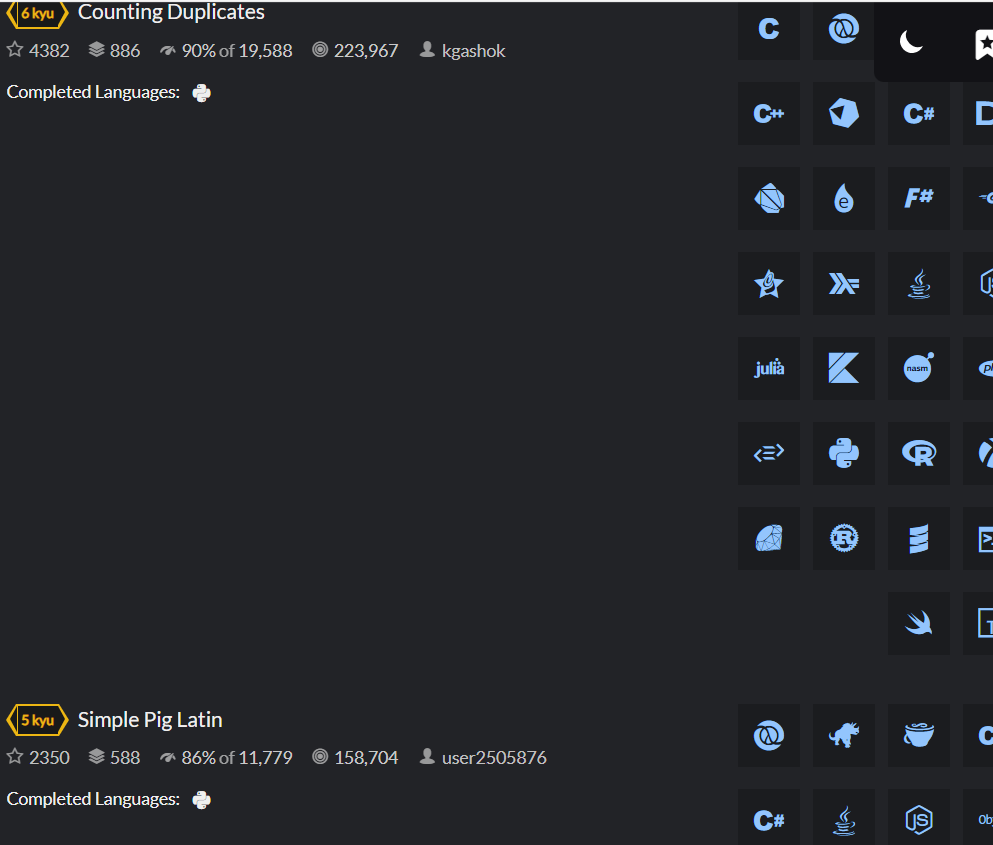 6 kyu Counting Duplicates
4382 886 90% of 19,588 223,967 kgashok
Completed Languages:
C
C++ C#
e F#
julia nasm
R
R
5 kyu Simple Pig Latin
2350 588 86% of 11,779 158,704 user2505876
Completed Languages:
C# JS